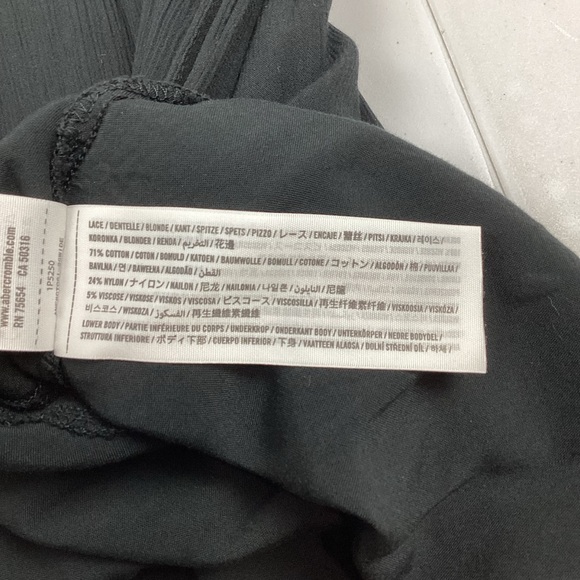 LACE / DENTELLE / BLONDE / KANT / SPITZE / SPETS / PIZZO / レース / ENCAJE / 蕾丝 / PITSI / KRAJKA / 레이스 /
KORONKA / BLONDER / RENDA / التخريم / 花邊
71% COTTON / COTON / BOMULD / KATOEN / BAUMWOLLE / BOMULL / COTONE / コットン / ALGODÓN / 棉 / PUUVILLA /
BAVLNA / 면 / BAWEŁNA / ALGODÃO / القطن
24% NYLON / ナイロン / NAILON / 尼龙 / NAILONI / 나일론 / النايلون / 尼龍
5% VISCOSE / VISKOSE / VISKOS / VISCOSA / ビスコース / VISCOSILLA / 再生纤维素纤维 / VISKOOSIA / VISKÓZA /
비스코스 / WISKOZA / الفسكوز / 再生纖維素纖維
LOWER BODY / PARTIE INFÉRIEURE DU CORPS / UNDERKROP / ONDERKANT BODY / UNTERKÖRPER / NEDRE BODYDEL /
STRUTTURA INFERIORE / ボディ下部 / CUERPO INFERIOR / 下身 / VAATTEEN ALAOSA / DOLNÍ STŘEDNÍ DÍL / 하체 /
www.abercrombie.com
RN 75654 CA 50316
1P5250